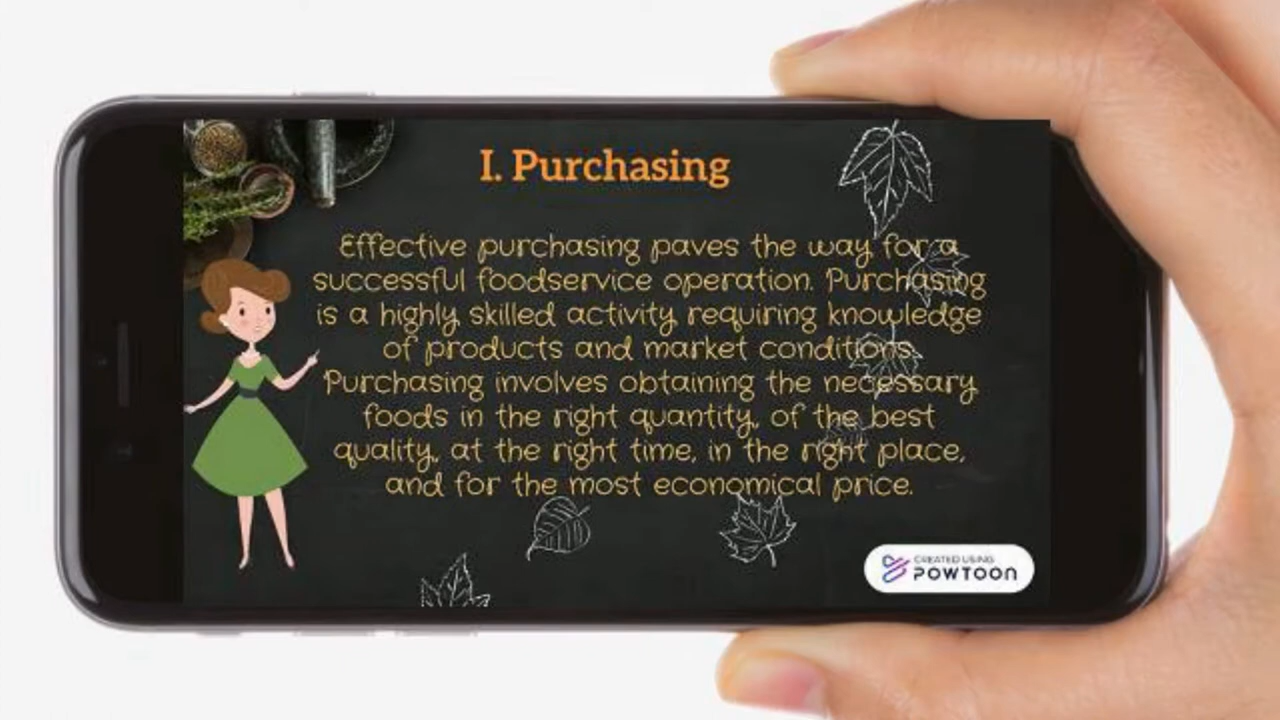 I. Purchasing
Effective purchasing paves the way for a
successful foodservice operation. Purchasing
is a highly skilled activity requiring knowledge
of products and market conditions.
Purchasing involves obtaining the necessary
foods in the right quantity, of the best
quality, at the right time, in the right place,
and for the most economical price.
CREATED USING
POWTOON